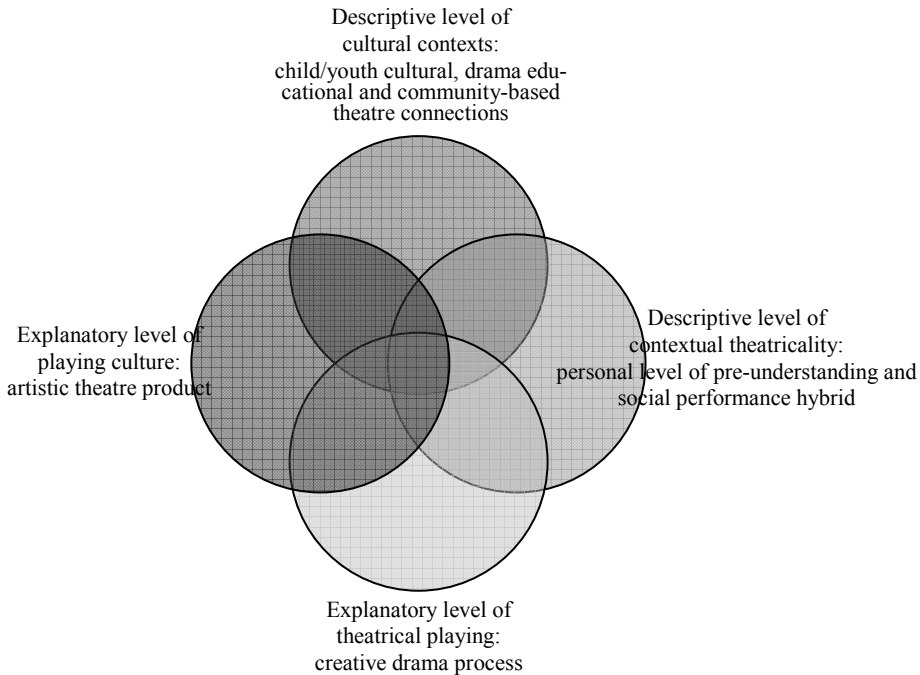 Descriptive level of
cultural contexts:
child/youth cultural, drama edu-
cational and community-based
theatre connections
Explanatory level of
playing culture:
artistic theatre product
Descriptive level of
contextual theatricality:
personal level of pre-understanding and
social performance hybrid
Explanatory level of
theatrical playing:
creative drama process